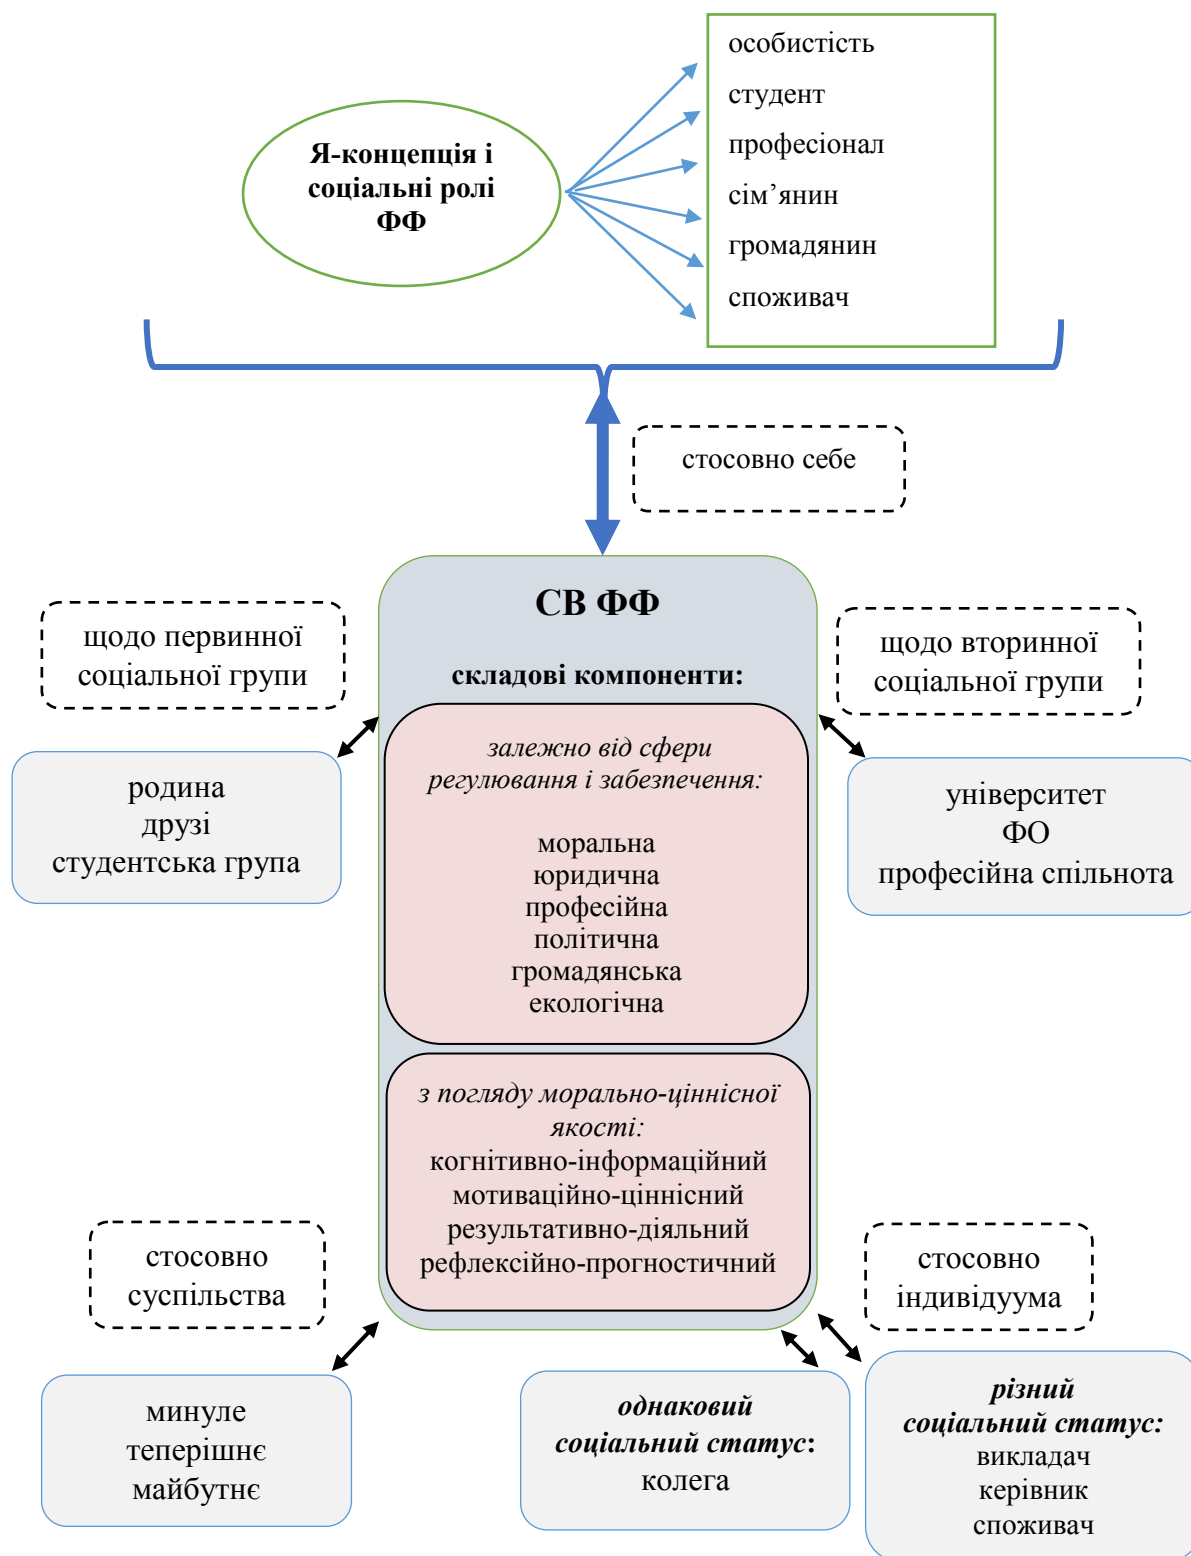 особистість
студент
професіонал
сім’янин
громадянин
споживач
Я-концепція і
соціальні ролі
ФФ
стосовно себе
СВ ФФ
складові компоненти:
залежно від сфери
регулювання і забезпечення:
моральна
юридична
професійна
політична
громадянська
екологічна
з погляду морально-ціннісної
якості:
когнітивно-інформаційний
мотиваційно-ціннісний
результативно-діяльний
рефлексійно-прогностичний
щодо первинної
соціальної групи
родина
друзі
студентська група
щодо вторинної
соціальної групи
університет
ФО
професійна спільнота
стосовно
суспільства
минуле
теперішнє
майбутнє
стосовно
індивідуума
однаковий
соціальний статус:
колега
різний
соціальний статус:
викладач
керівник
споживач